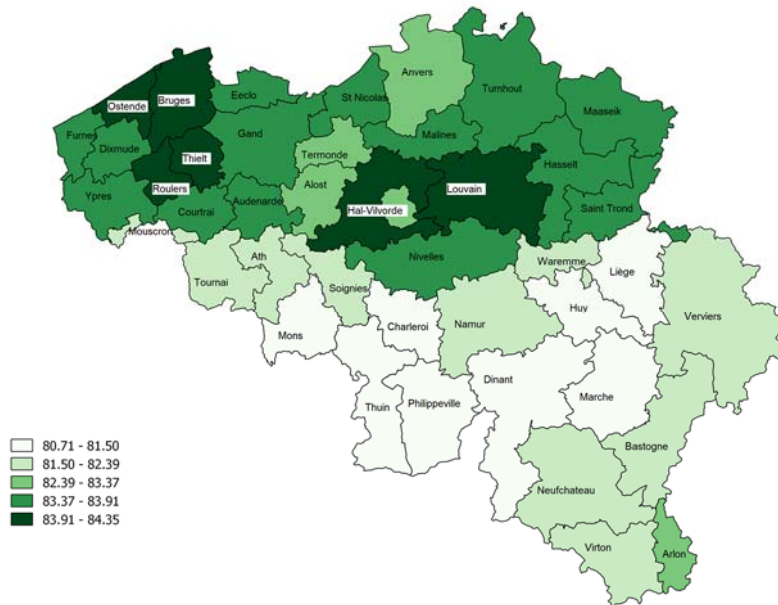 Anvers
Turnhout
Eeclo
St Nicolas
Bruges
Ostende
Maaseik
Furnes
Gand
Malines
Dixmude
Termonde
Thielt
Hasselt
Roulers
Alost
Louvain
Ypres
Audenarde
Courtrai
Hal-Vilvorde
Saint Trond
Mouscron
Nivelles
Ath
Waremme
Liège
Tournai
Soignies
Huy
Verviers
Mons
Charleroi
Namur
Dinant
Marche
Thuin
Philippeville
Bastogne
Neufchateau
Virton
Arlon
80.71 - 81.50
81.50 - 82.39
82.39 - 83.37
83.37 - 83.91
83.91 - 84.35